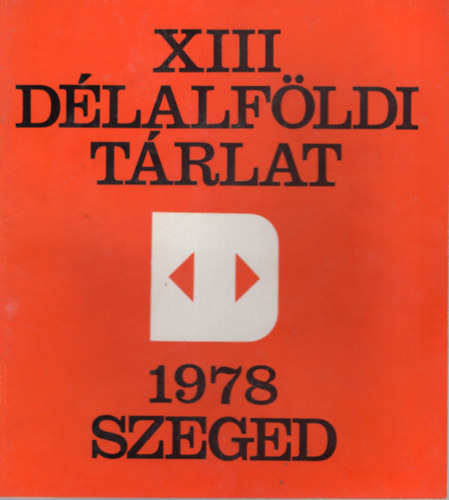 XIII
DÉLALFÖLDI
TÁRLAT
1978
SZEGED